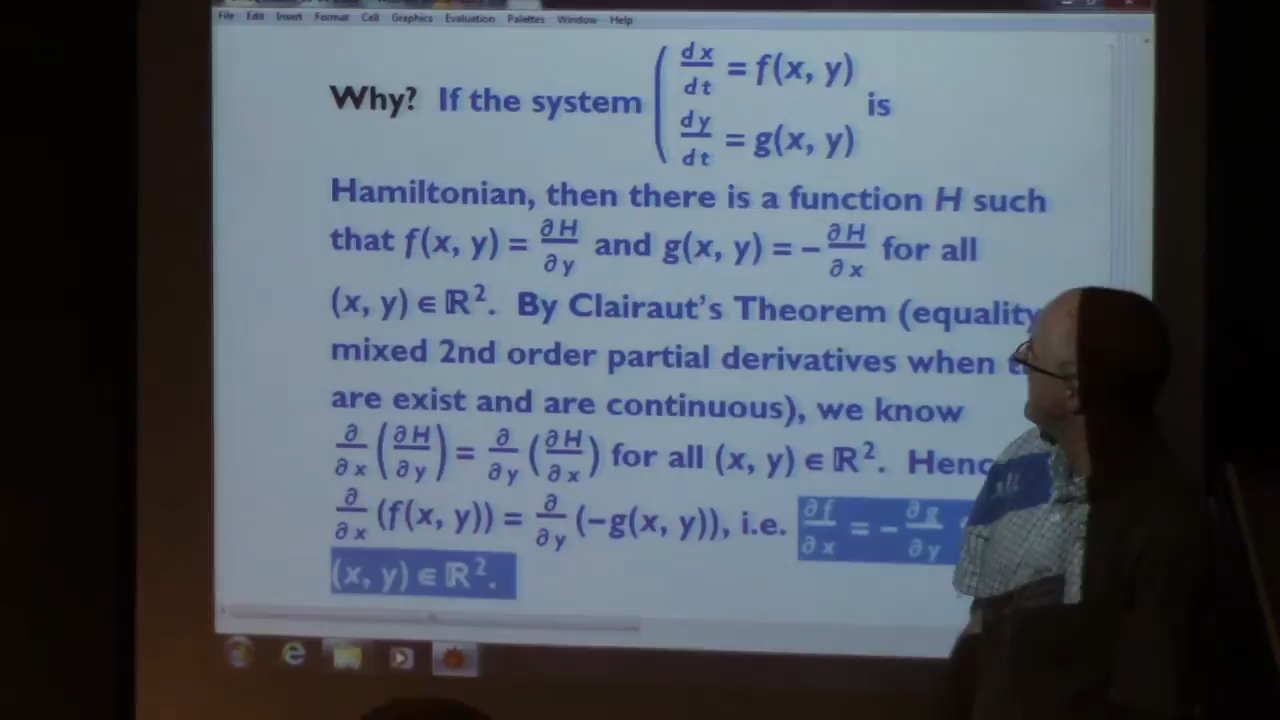 File Edit Insert Format Cell Graphics Evaluation Palettes Window Help
Why? If the system ( dx/dt = f(x, y) dy/dt = g(x, y) is
Hamiltonian, then there is a function H such
that f(x, y) = ∂H/∂y and g(x, y) = − ∂H/∂x for all
(x, y) ∈ ℝ². By Clairaut's Theorem (equality
mixed 2nd order partial derivatives when
are exist and are continuous), we know
∂/∂x (∂H/∂y) = ∂/∂y (∂H/∂x) for all (x, y) ∈ ℝ². Henc
∂/∂x (f(x, y)) = ∂/∂y (−g(x, y)), i.e. ∂f/∂x = − ∂g/∂y
(x, y) ∈ ℝ².